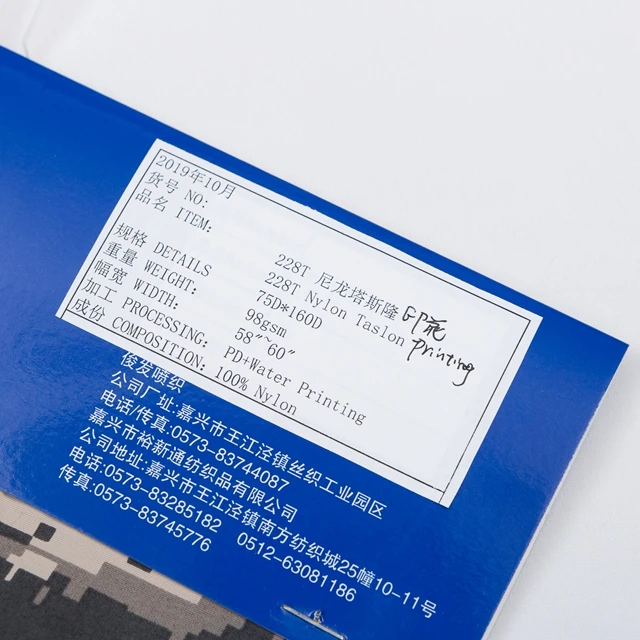 2019年10月
货号 NO:
品名 ITEM:
228T 尼龙塔斯隆 印花
228T Nylon Taslon printing
规格 DETAILS 75D*160D
重量 WEIGHT: 98gsm
幅宽 WIDTH: 58"~60"
加工 PROCESSING: PD+Water Printing
成份 COMPOSITION: 100% Nylon
俊发喷织
公司厂址:嘉兴市王江泾镇丝织工业园区
电话/传真:0573-83744087
嘉兴市裕新通纺织品有限公司
公司地址:嘉兴市王江泾镇南方纺织城25幢10-11号
电话:0573-83285182 0512-63081186
传真:0573-83745776